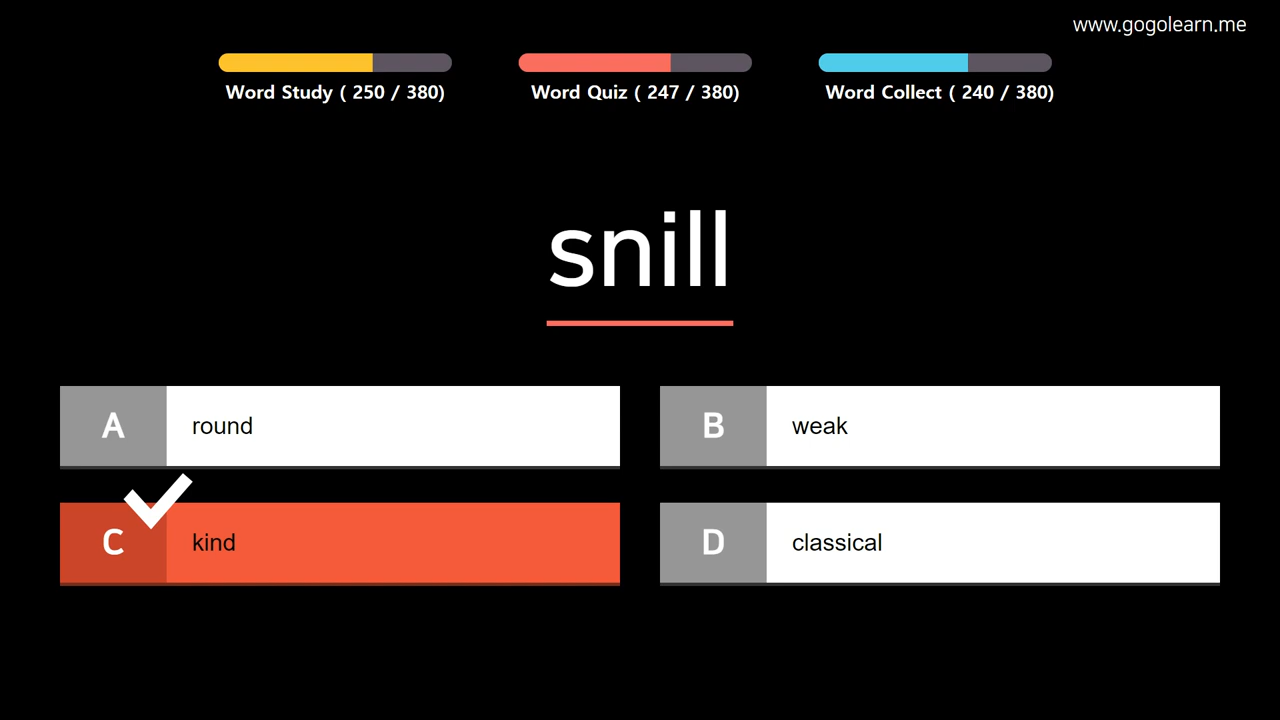 www.gogolearn.me
Word Study ( 250 / 380)
Word Quiz ( 247 / 380)
Word Collect ( 240 / 380)
snill
A round
B weak
C kind
D classical